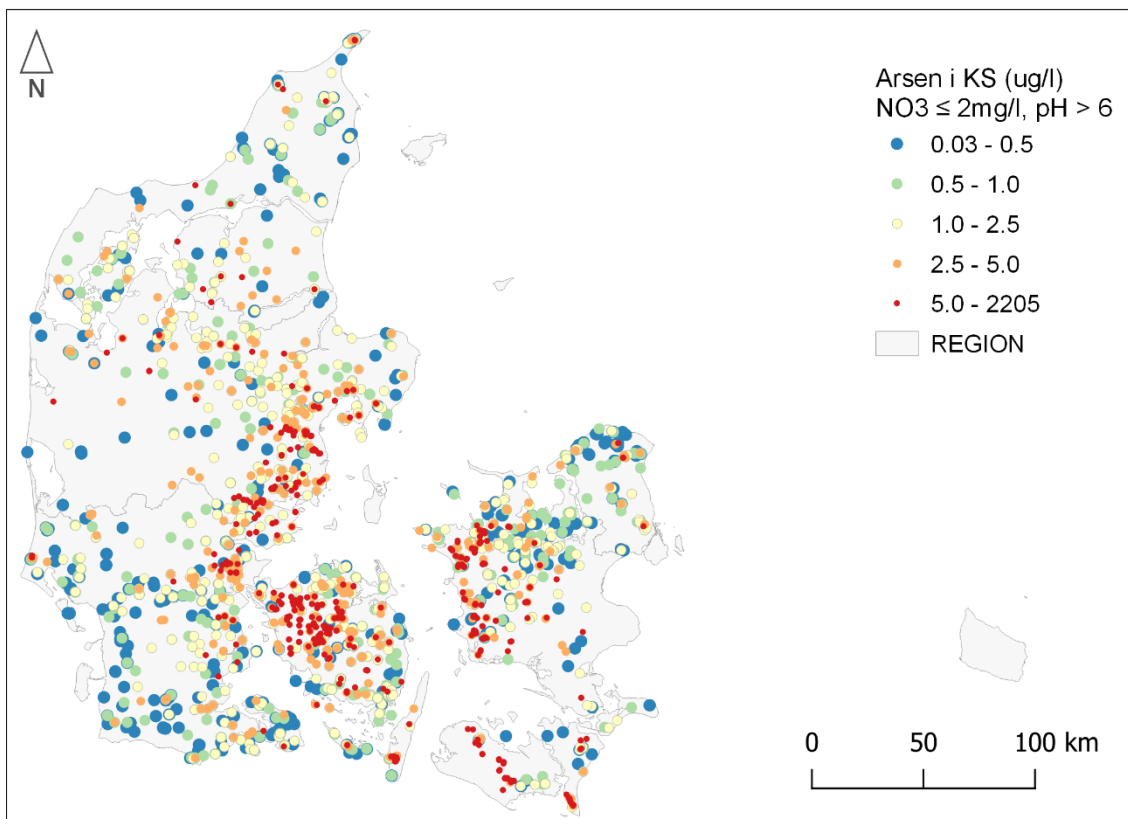 N
Arsen i KS (ug/l)
NO3 ≤ 2mg/l, pH > 6
0.03 - 0.5
0.5 - 1.0
1.0 - 2.5
2.5 - 5.0
5.0 - 2205
REGION
0 50 100 km